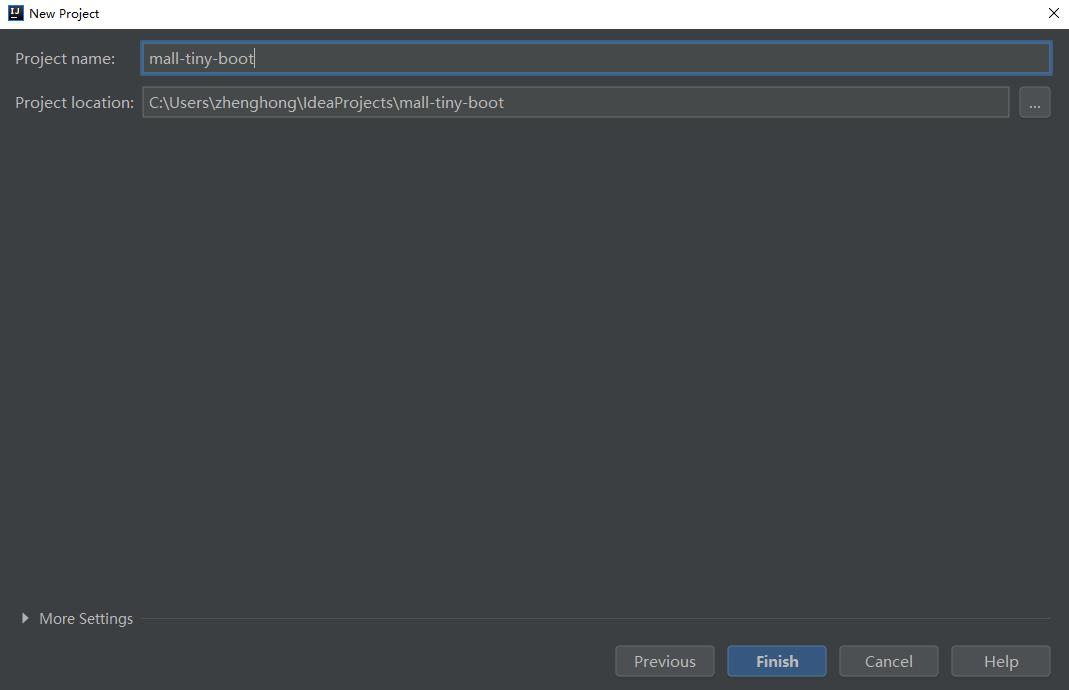 New Project
Project name: mall-tiny-boot
Project location: C:\Users\zhenghong\IdeaProjects\mall-tiny-boot ...
More Settings
Previous Finish Cancel Help